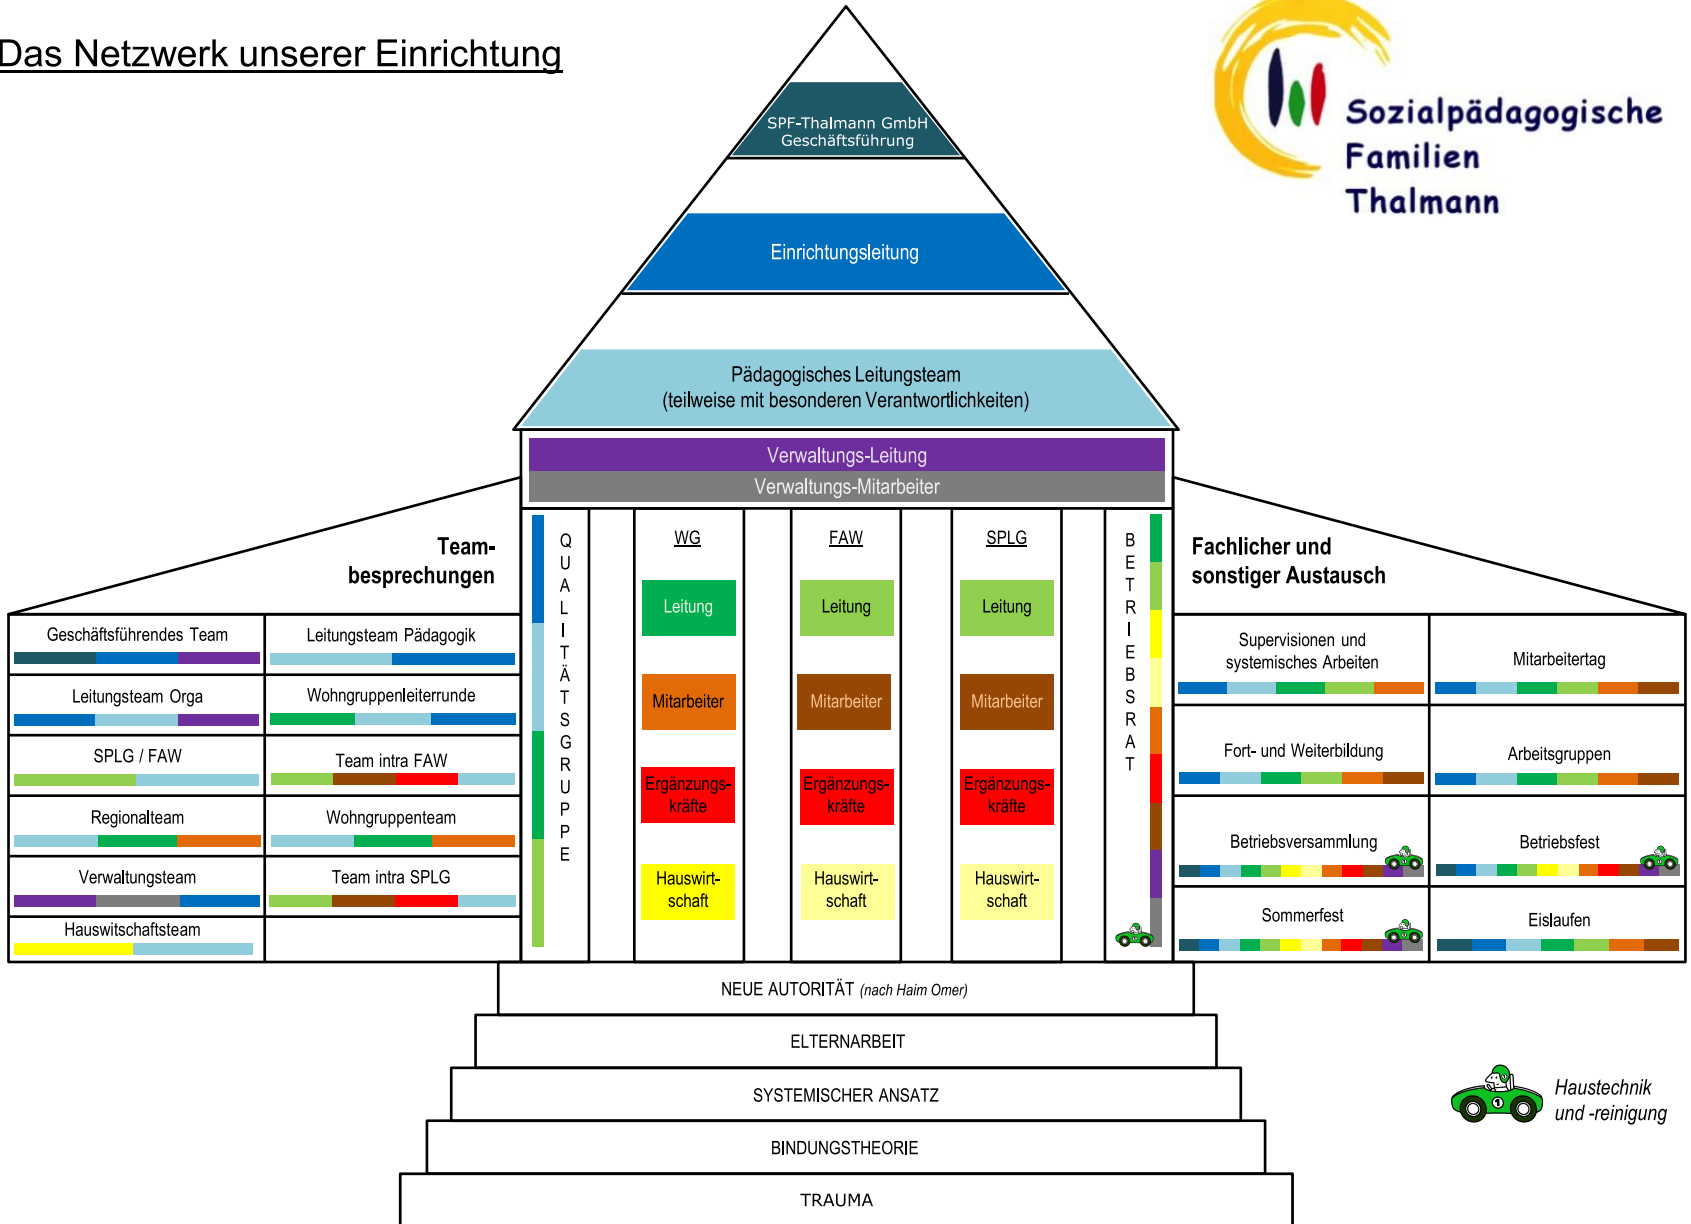 Das Netzwerk unserer Einrichtung
Sozialpädagogische
Familien
Thalmann
SPF-Thalmann GmbH
Geschäftsführung
Einrichtungsleitung
Pädagogisches Leitungsteam
(teilweise mit besonderen Verantwortlichkeiten)
Verwaltungs-Leitung
Verwaltungs-Mitarbeiter
Team-
besprechungen
Geschäftsführendes Team
Leitungsteam Pädagogik
Leitungsteam Orga
Wohngruppenleiterrunde
SPLG / FAW
Team intra FAW
Regionalteam
Wohngruppenteam
Verwaltungsteam
Team intra SPLG
Hauswitschaftsteam
QUALITÄTSGRUPPE
WG
Leitung
Mitarbeiter
Ergänzungs-
kräfte
Hauswirt-
schaft
FAW
Leitung
Mitarbeiter
Ergänzungs-
kräfte
Hauswirt-
schaft
SPLG
Leitung
Mitarbeiter
Ergänzungs-
kräfte
Hauswirt-
schaft
BETRIEBSRAT
Fachlicher und
sonstiger Austausch
Supervisionen und
systemisches Arbeiten
Mitarbeitertag
Fort- und Weiterbildung
Arbeitsgruppen
Betriebsversammlung
Betriebsfest
Sommerfest
Eislaufen
NEUE AUTORITÄT (nach Haim Omer)
ELTERNARBEIT
SYSTEMISCHER ANSATZ
BINDUNGSTHEORIE
TRAUMA
1
Haustechnik
und -reinigung